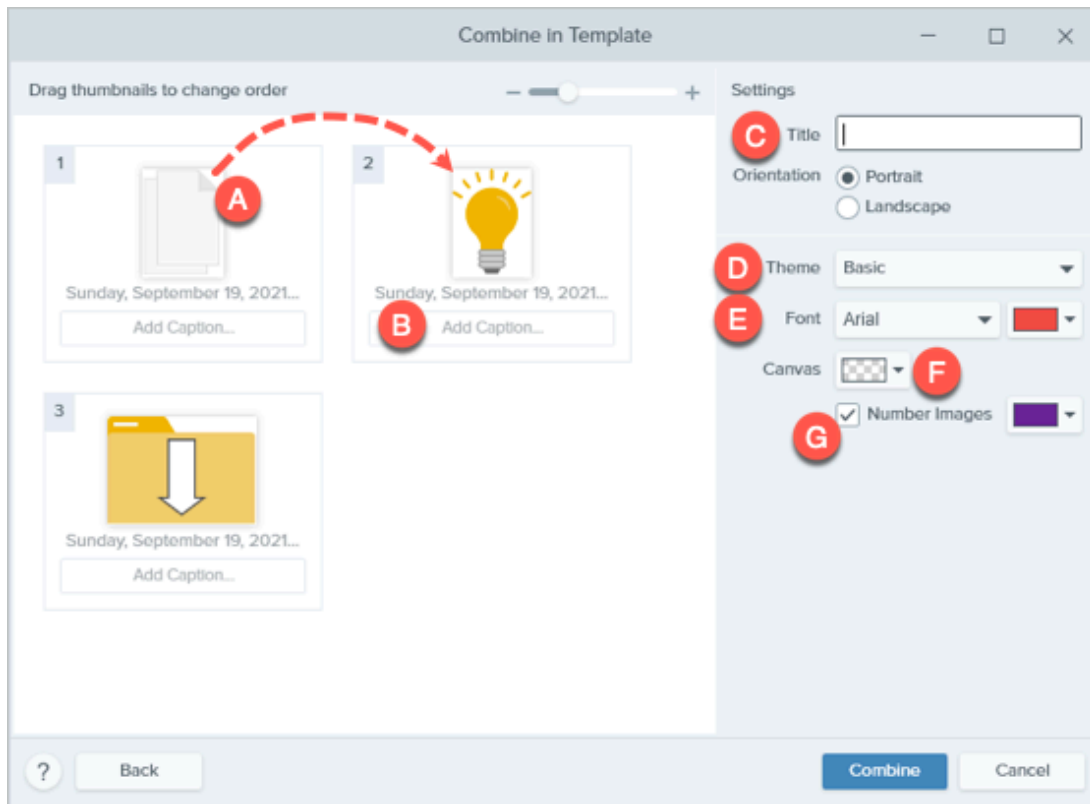 Combine in Template
Drag thumbnails to change order
1
A
Sunday, September 19, 2021...
Add Caption...
2
Sunday, September 19, 2021...
B Add Caption...
3
Sunday, September 19, 2021...
Add Caption...
Settings
C Title
Orientation Portrait
Landscape
D Theme Basic
E Font Arial
Canvas F
G Number Images
? Back Combine Cancel